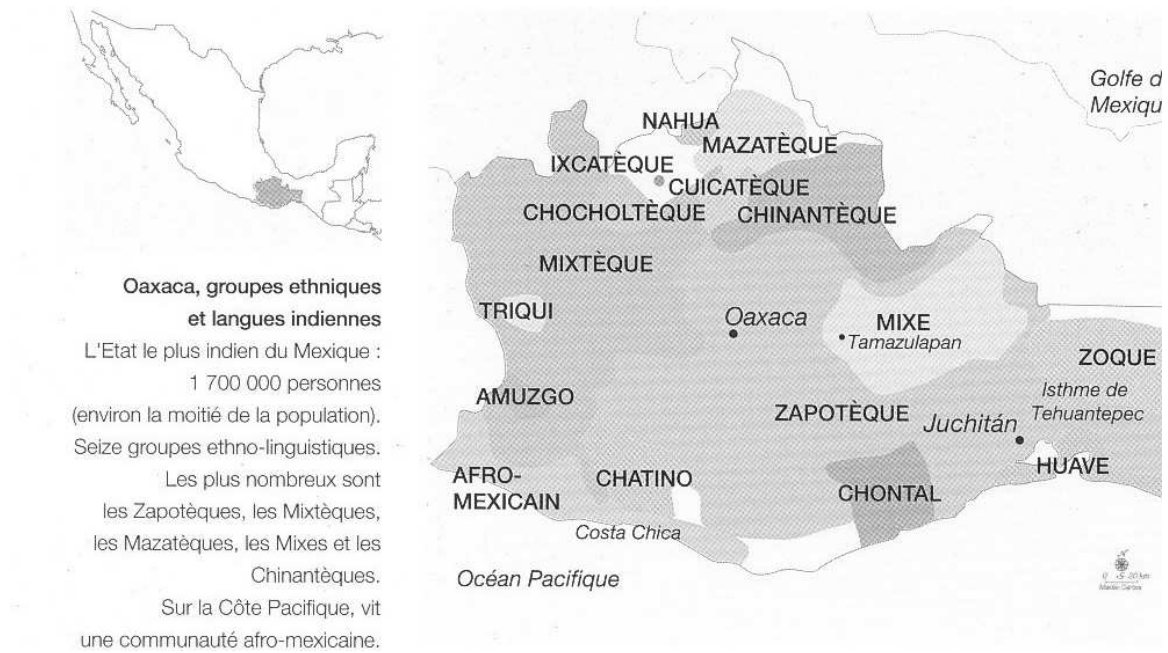 Oaxaca, groupes ethniques
et langues indiennes
L'Etat le plus indien du Mexique :
1 700 000 personnes
(environ la moitié de la population).
Seize groupes ethno-linguistiques.
Les plus nombreux sont
les Zapotèques, les Mixtèques,
les Mazatèques, les Mixes et les
Chinantèques.
Sur la Côte Pacifique, vit
une communauté afro-mexicaine.
Golfe d
Mexiqu
NAHUA
MAZATÈQUE
IXCATÈQUE
CUICATÈQUE
CHOCHOLTÈQUE
CHINANTÈQUE
MIXTÈQUE
TRIQUI
Oaxaca
MIXE
Tamazulapan
ZOQUE
Isthme de
Tehuantepec
AMUZGO
ZAPOTÈQUE
Juchitán
HUAVE
AFRO-
MEXICAIN
CHATINO
CHONTAL
Costa Chica
Océan Pacifique